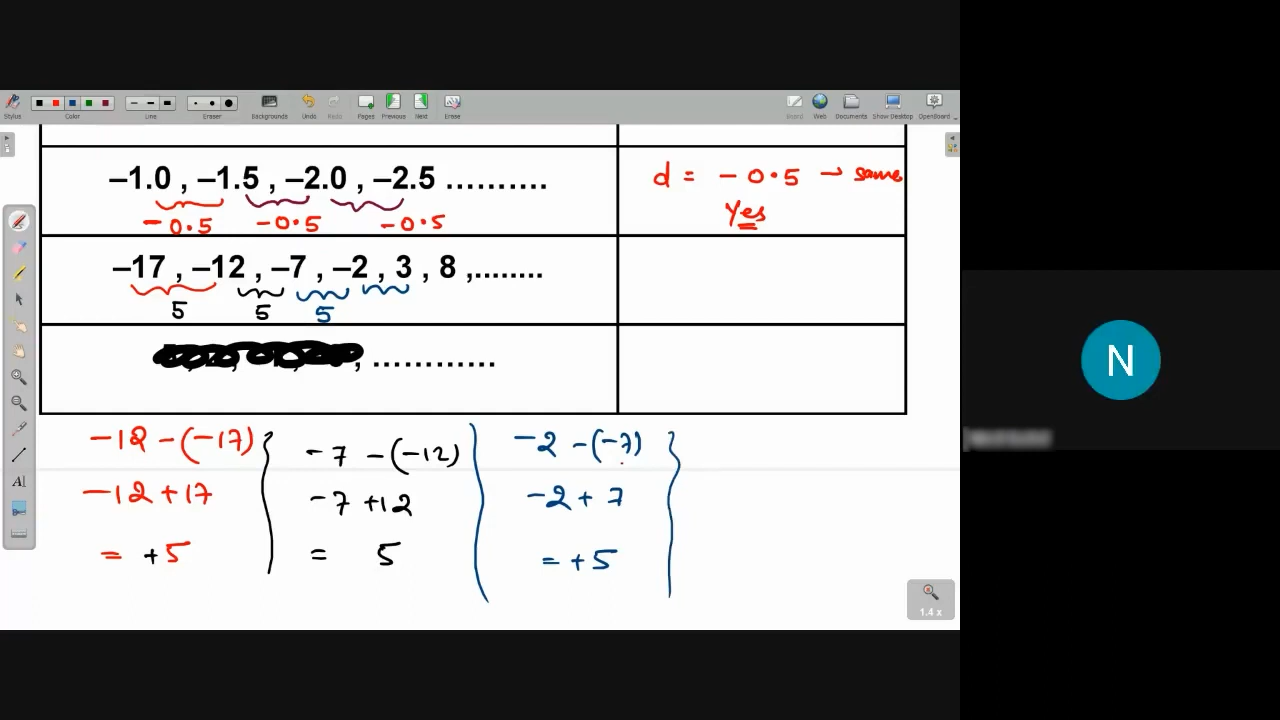 Stylus Color Line Eraser Backgrounds Undo Redo Pages Previous Next Erase Board Web Documents Show Desktop OpenBoard
–1.0 , –1.5 , –2.0 , –2.5 ..........
d = -0.5 → same
-0.5 -0.5 -0.5
Yes
–17 , –12 , –7 , –2 , 3 , 8 ,........
5 5 5
, ............
-12 -(-17) -7 -(-12) -2 -(-7)
-12 +17 -7 +12 -2 + 7
= +5 = 5 = +5
1.4 x
N